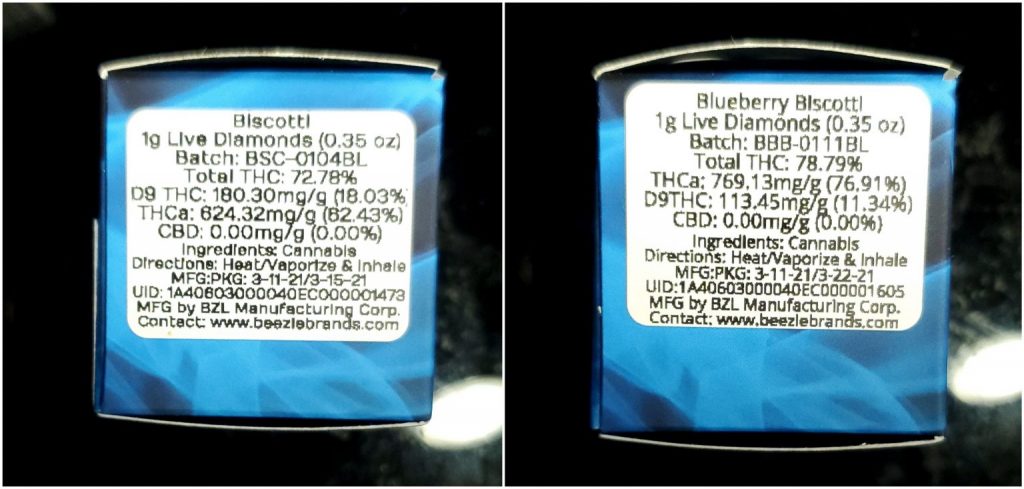 Biscotti
1g Live Diamonds (0.35 oz)
Batch: BSC-0104BL
Total THC: 72.78%
D9 THC: 180.30mg/g (18.03%
THCa: 624.32mg/g (62.43%)
CBD: 0.00mg/g (0.00%)
Ingredients: Cannabis
Directions: Heat/Vaporize & Inhale
MFG:PKG: 3-11-21/3-15-21
UID: 1A40603000040EC000001473
MFG by BZL Manufacturing Corp.
Contact: www.beezlebrands.com
Blueberry Biscotti
1g Live Diamonds (0.35 oz)
Batch: BBB-0111BL
Total THC: 78.79%
THCa; 769.13mg/g (76.91%)
D9THC: 113.45mg/g (11.34%)
CBD: 0.00mg/g (0.00%)
Ingredients: Cannabis
Directions: Heat/Vaporize & Inhale
MFG:PKG: 3-11-21/3-22-21
UID:1A40603000040EC000001605
MFG by BZL Manufacturing Corp.
Contact: www.beezlebrands.com